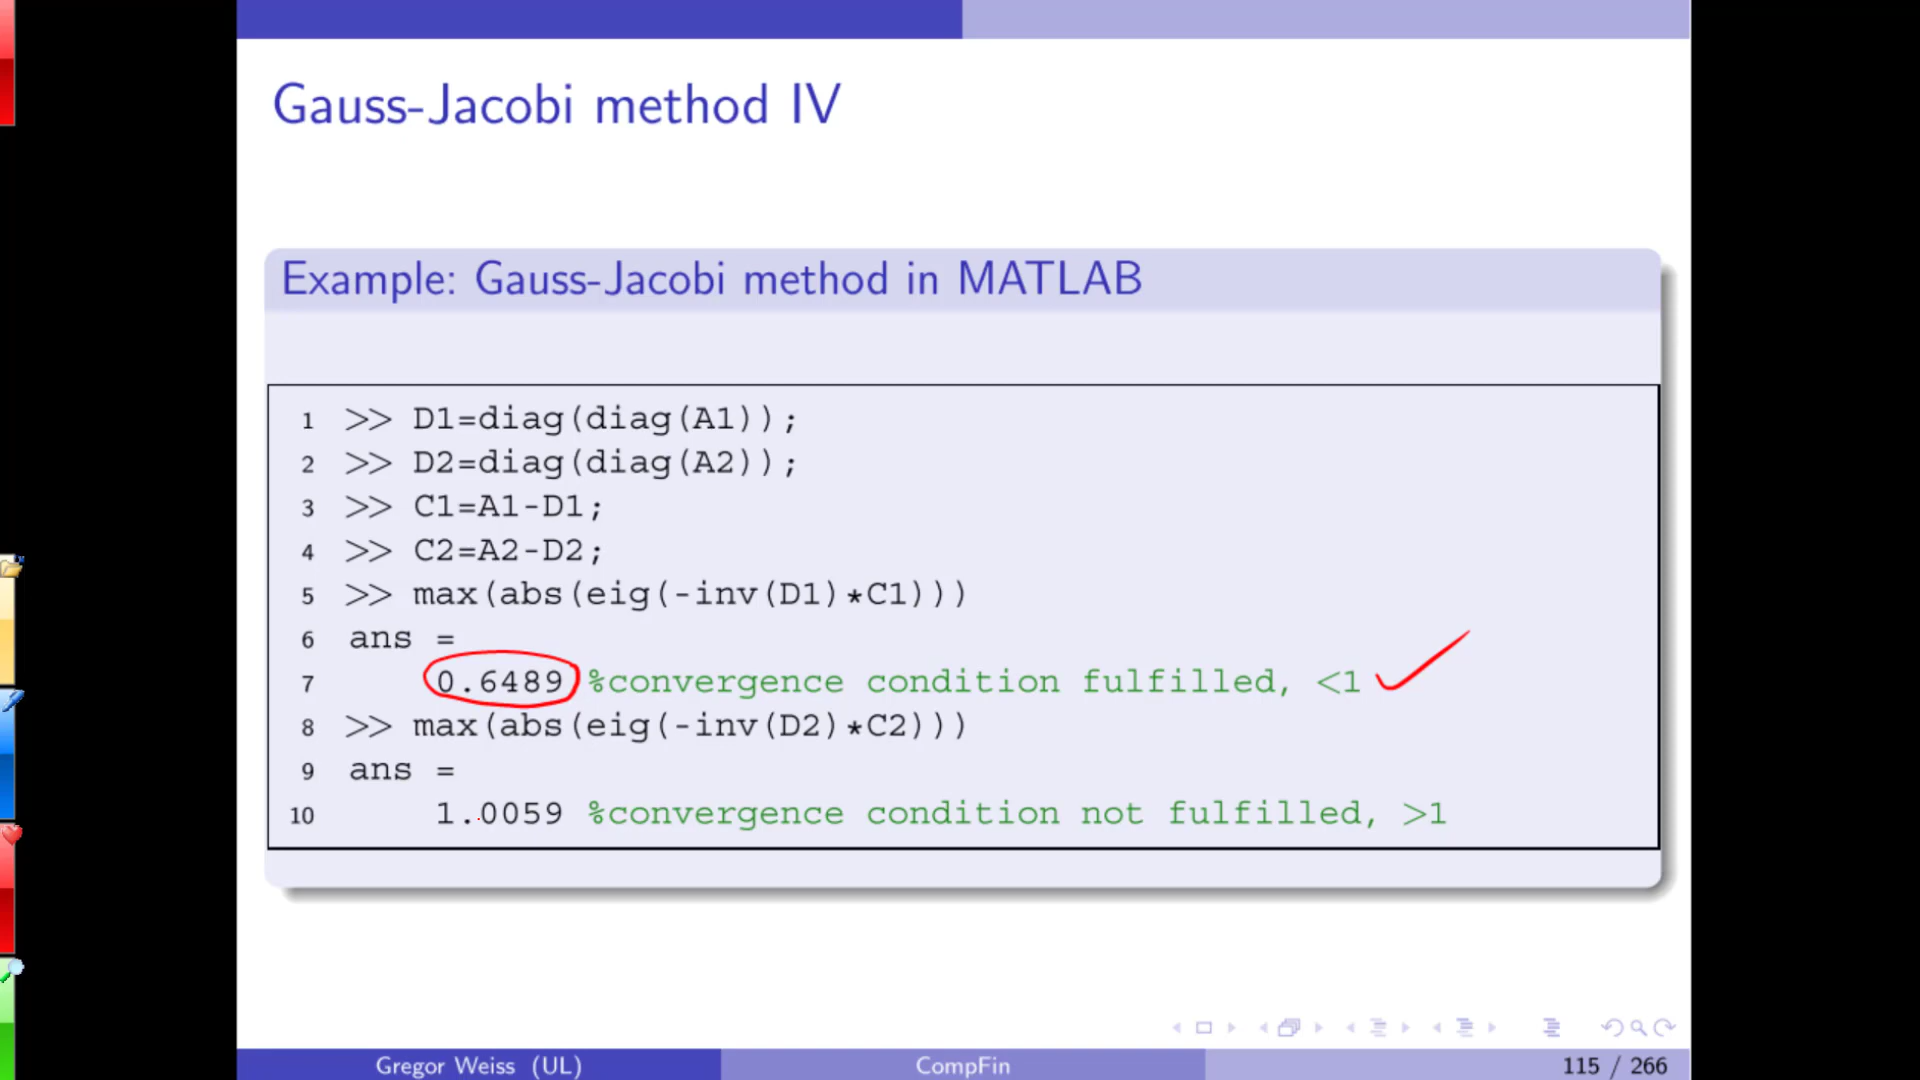 Gauss-Jacobi method IV
Example: Gauss-Jacobi method in MATLAB
1 >> D1=diag(diag(A1));
2 >> D2=diag(diag(A2));
3 >> C1=A1-D1;
4 >> C2=A2-D2;
5 >> max(abs(eig(-inv(D1)*C1)))
6 ans =
7 0.6489 %convergence condition fulfilled, <1
8 >> max(abs(eig(-inv(D2)*C2)))
9 ans =
10 1.0059 %convergence condition not fulfilled, >1
Gregor Weiss (UL) CompFin 115 / 266